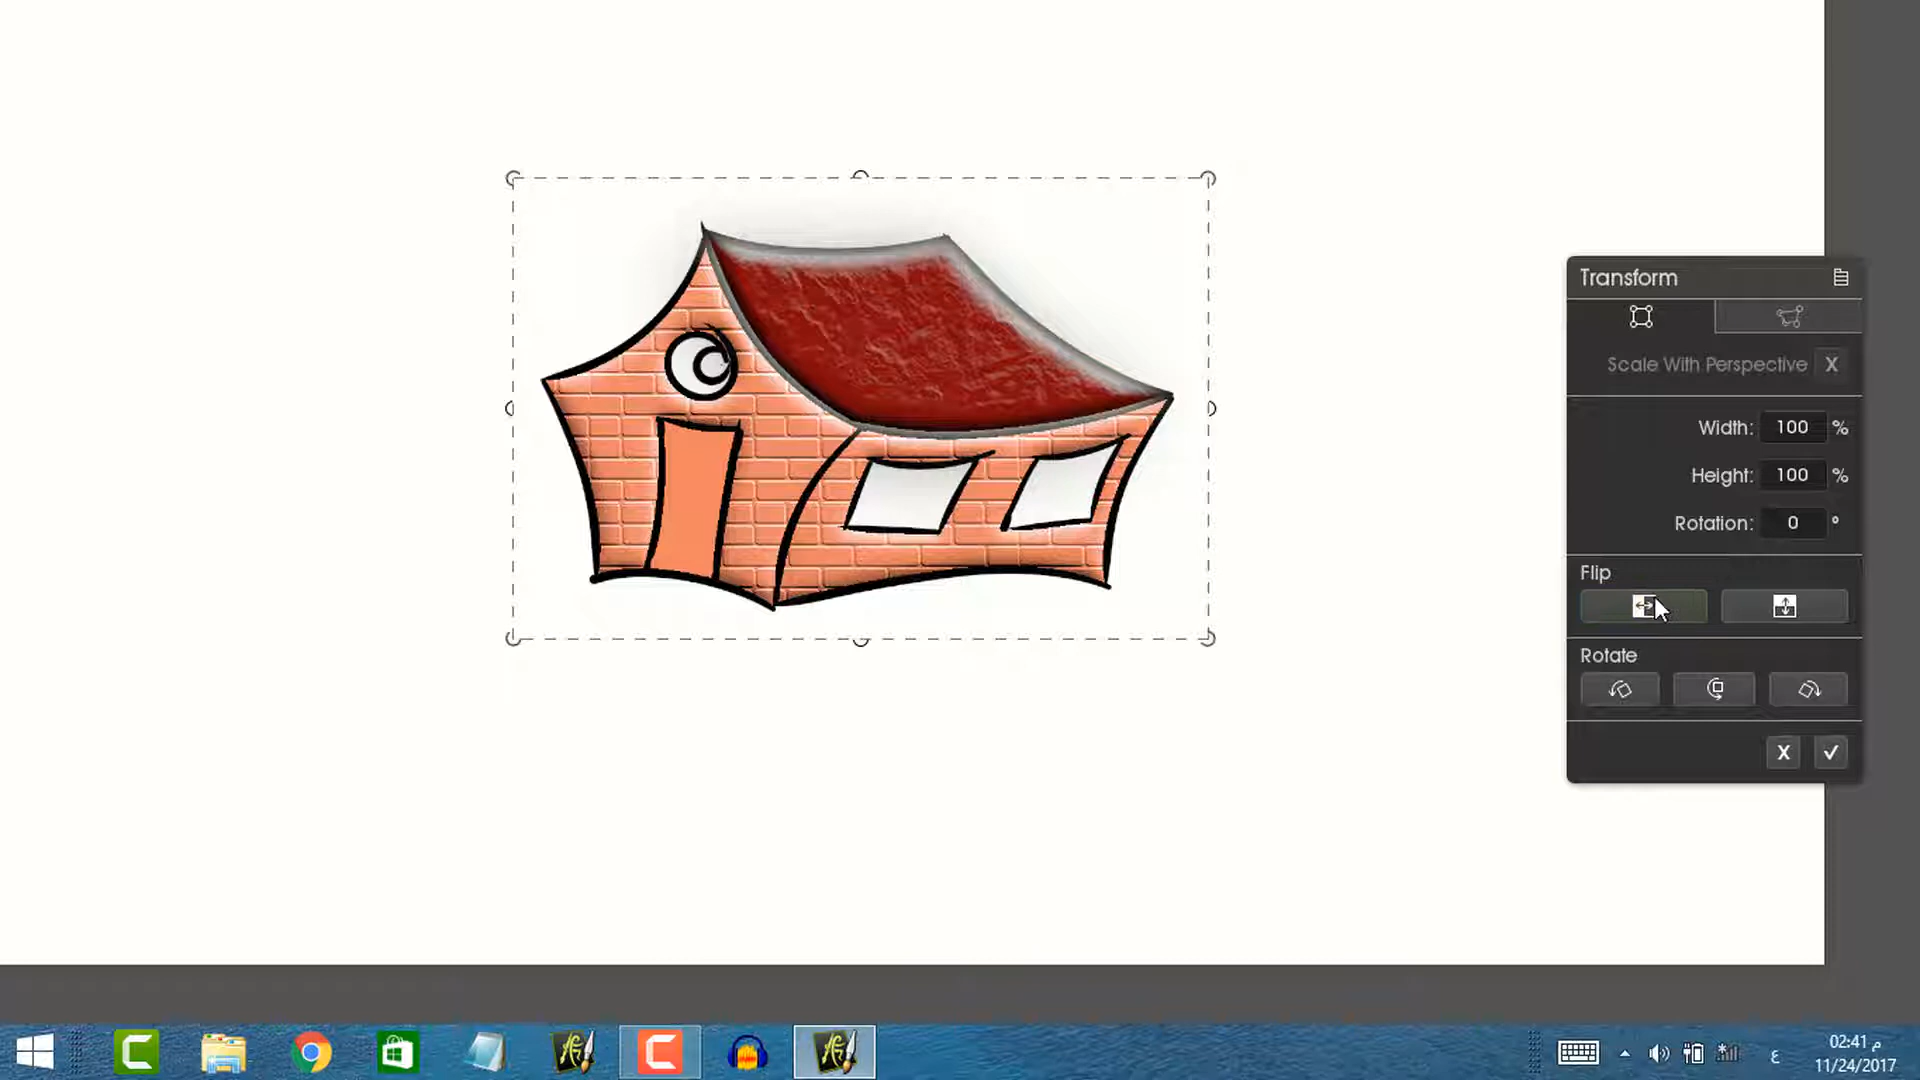 Transform
Scale With Perspective X
Width: 100 %
Height: 100 %
Rotation: 0 °
Flip
Rotate
X ✓
ع
02:41 م
11/24/2017